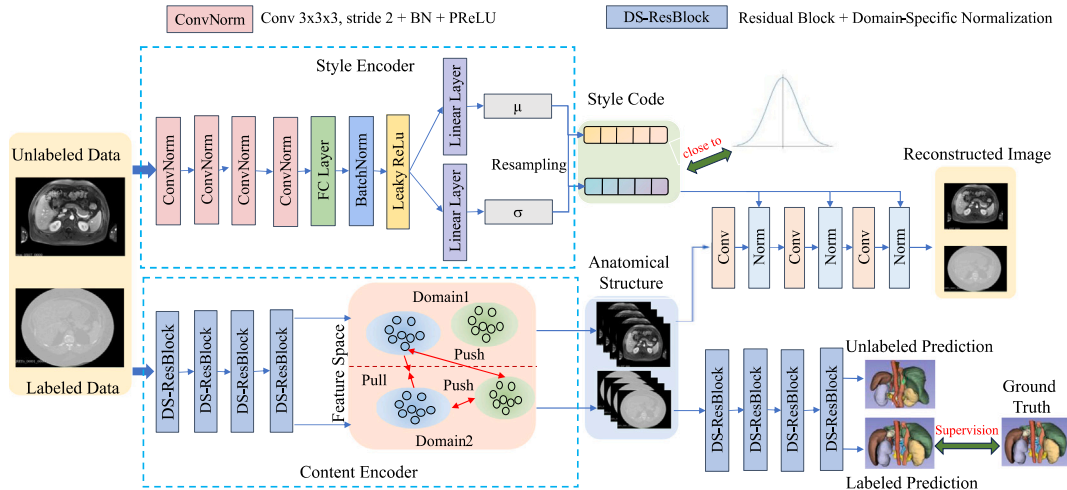 ConvNorm
Conv 3x3x3, stride 2 + BN + PReLU
DS-ResBlock
Residual Block + Domain-Specific Normalization
Style Encoder
Unlabeled Data
Labeled Data
ConvNorm
ConvNorm
ConvNorm
ConvNorm
FC Layer
BatchNorm
Leaky ReLu
Linear Layer
Linear Layer
μ
Resampling
σ
Style Code
close to
Reconstructed Image
Conv
Norm
Conv
Norm
Conv
Norm
DS-ResBlock
DS-ResBlock
DS-ResBlock
DS-ResBlock
Feature Space
Domain1
Push
Pull
Push
Domain2
Content Encoder
Anatomical
Structure
DS-ResBlock
DS-ResBlock
DS-ResBlock
DS-ResBlock
Unlabeled Prediction
Ground
Truth
Supervision
Labeled Prediction